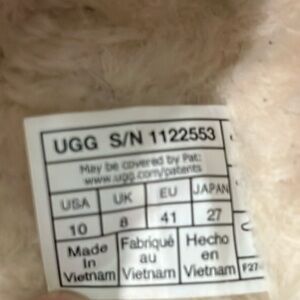 UGG S/N 1122553
May be covered by Pat:
www.ugg.com/patents
USA UK EU JAPAN
10 8 41 27
Made in Vietnam
Fabriqué au Vietnam
Hecho en Vietnam
F27